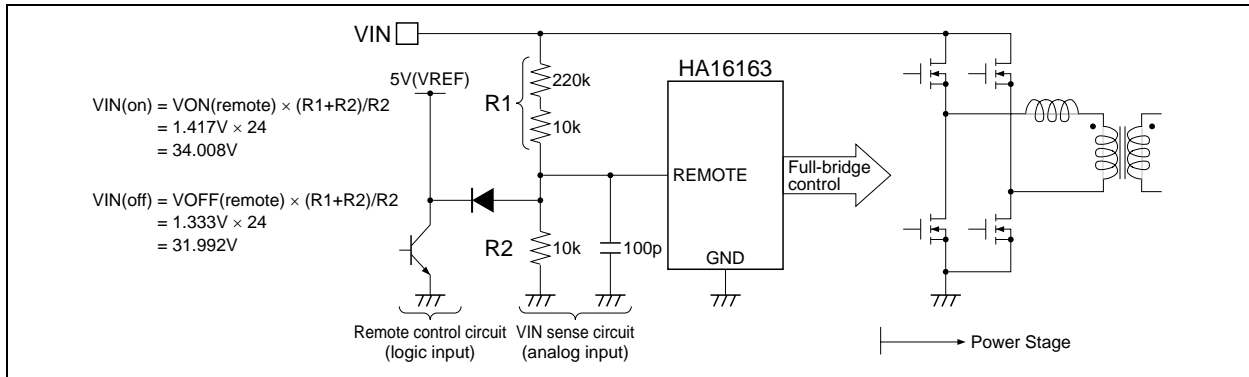 VIN
HA16163
5V(VREF)
220k
R1
10k
VIN(on) = VON(remote) × (R1+R2)/R2
= 1.417V × 24
= 34.008V
REMOTE
Full-bridge
control
VIN(off) = VOFF(remote) × (R1+R2)/R2
= 1.333V × 24
= 31.992V
R2
10k
100p
GND
Remote control circuit
(logic input)
VIN sense circuit
(analog input)
Power Stage